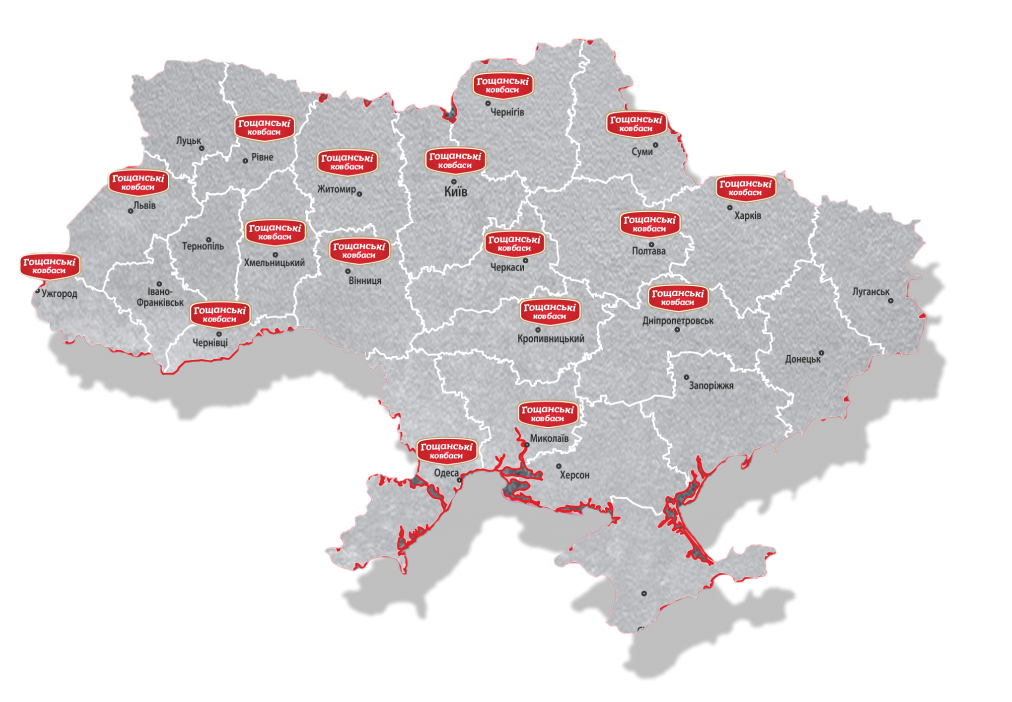 Гощанські
ковбаси
Чернігів
Гощанські
ковбаси
Суми
Гощанські
ковбаси
Рівне
Луцьк
Гощанські
ковбаси
Житомир
Гощанські
ковбаси
Київ
Гощанські
ковбаси
Львів
Гощанські
ковбаси
Харків
Гощанські
ковбаси
Полтава
Тернопіль
Гощанські
ковбаси
Хмельницький
Гощанські
ковбаси
Вінниця
Гощанські
ковбаси
Черкаси
Гощанські
ковбаси
Ужгород
Івано-
Франківськ
Гощанські
ковбаси
Чернівці
Гощанські
ковбаси
Кропивницький
Гощанські
ковбаси
Дніпропетровськ
Луганськ
Донецьк
Запоріжжя
Гощанські
ковбаси
Миколаїв
Гощанські
ковбаси
Одеса
Херсон